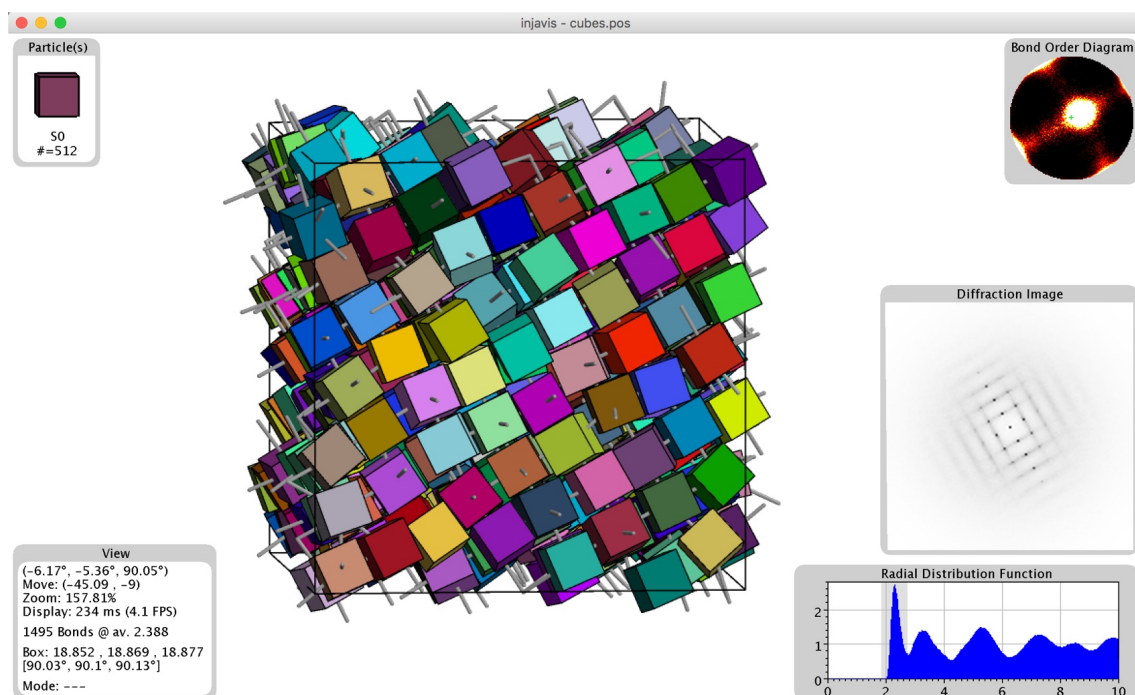 injavis - cubes.pos
Particle(s)
S0
#=512
Bond Order Diagram
Diffraction Image
View
(-6.17°, -5.36°, 90.05°)
Move: (-45.09 , -9)
Zoom: 157.81%
Display: 234 ms (4.1 FPS)
1495 Bonds @ av. 2.388
Box: 18.852 , 18.869 , 18.877
[90.03°, 90.1°, 90.13°]
Mode: ---
Radial Distribution Function
2
1
0
0 2 4 6 8 10